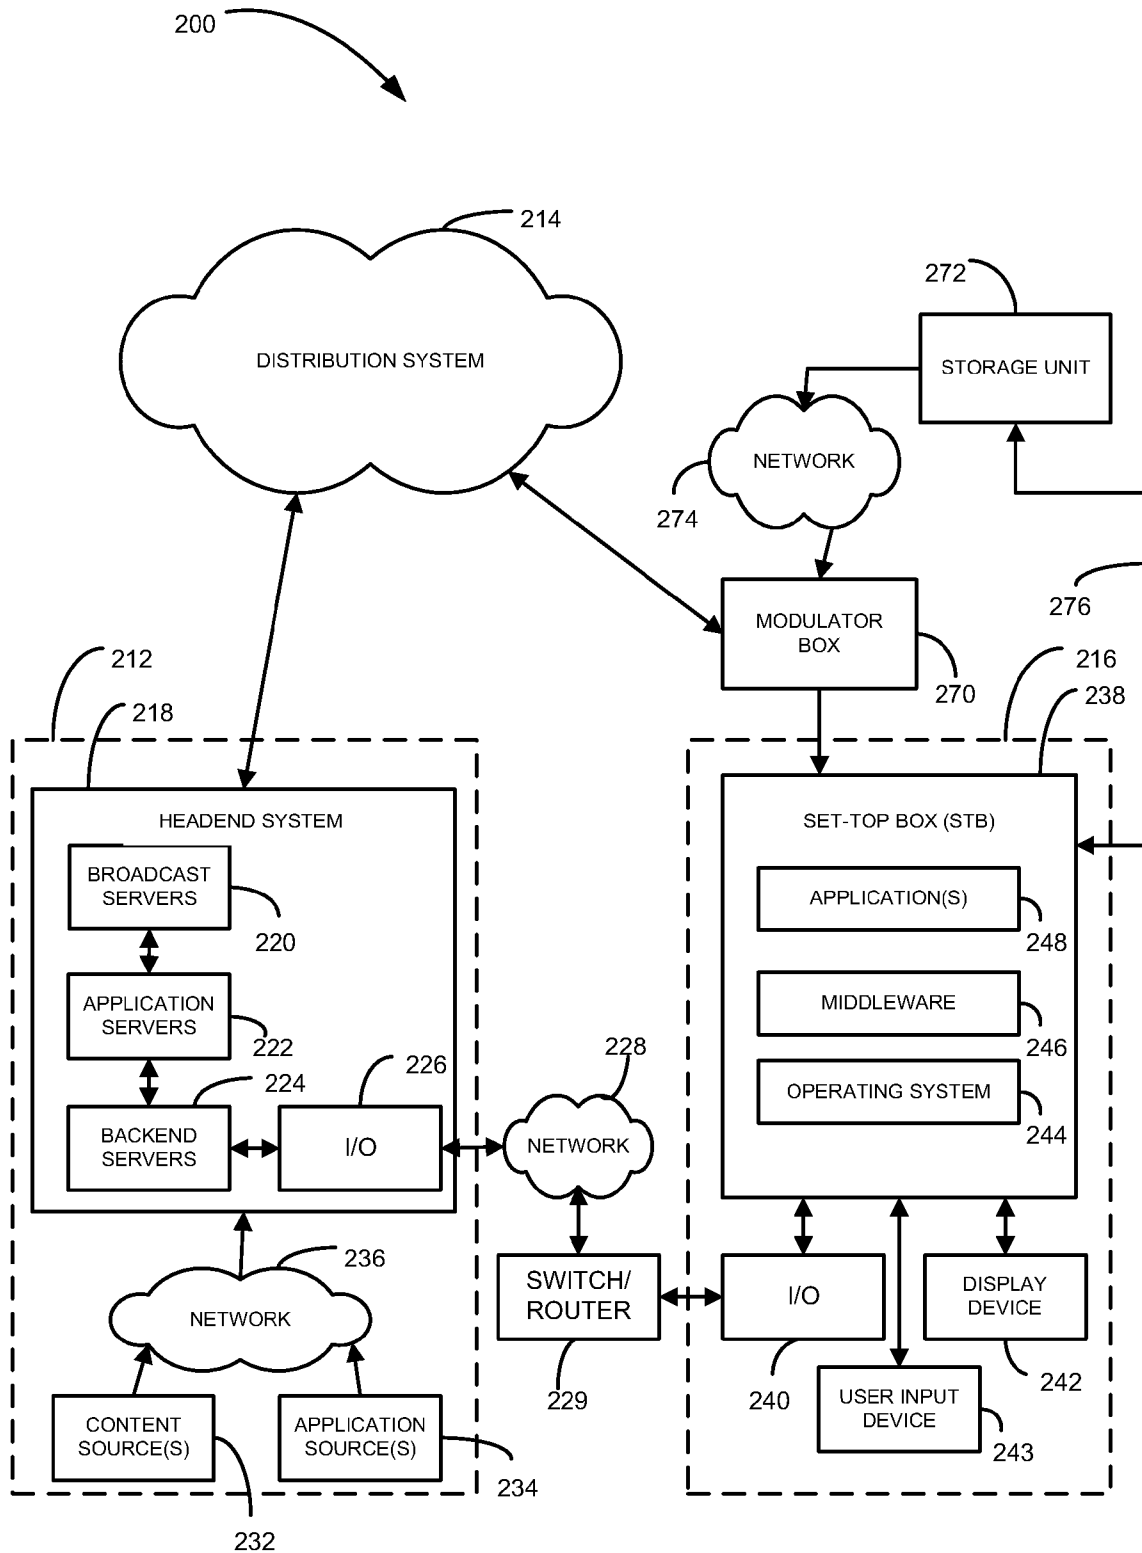 200
214
DISTRIBUTION SYSTEM
272
STORAGE UNIT
NETWORK
274
276
MODULATOR
BOX
270
212
218
216
238
HEADEND SYSTEM
BROADCAST
SERVERS
220
APPLICATION
SERVERS
222
224
226
BACKEND
SERVERS
I/O
228
NETWORK
SET-TOP BOX (STB)
APPLICATION(S)
248
MIDDLEWARE
246
OPERATING SYSTEM
244
236
NETWORK
SWITCH/
ROUTER
229
I/O
240
DISPLAY
DEVICE
242
USER INPUT
DEVICE
243
CONTENT
SOURCE(S)
232
APPLICATION
SOURCE(S)
234